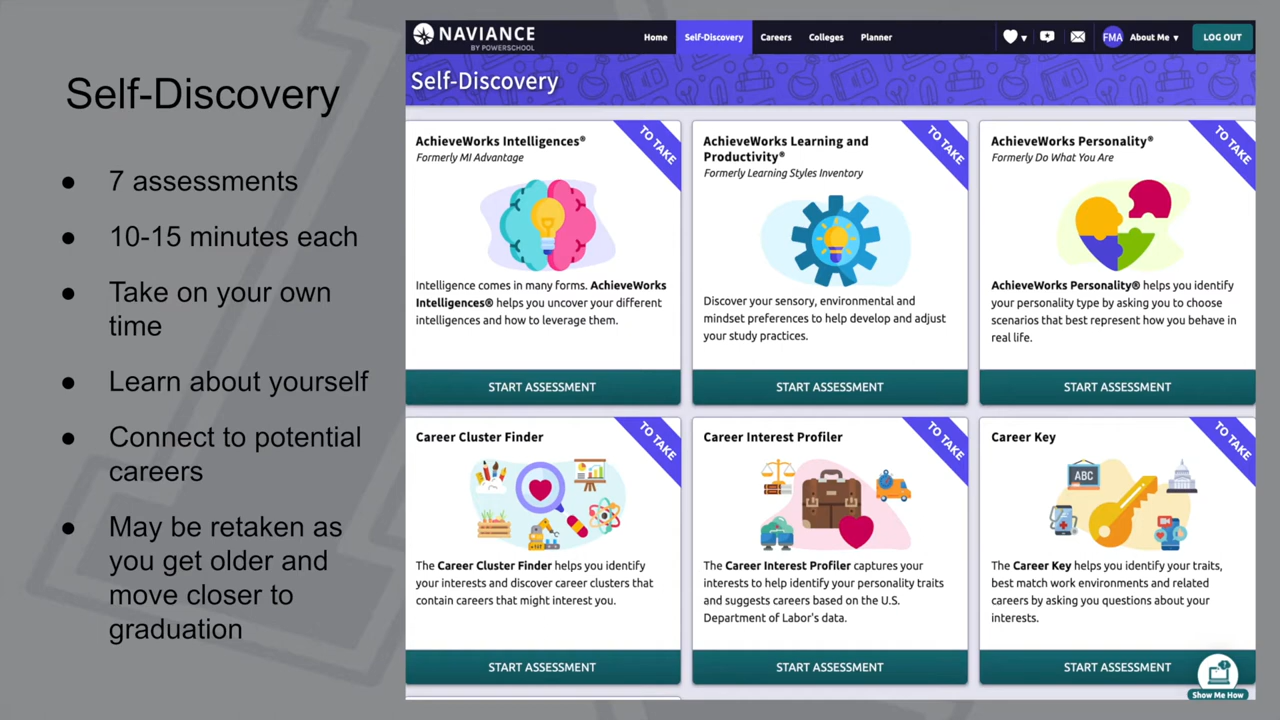 Self-Discovery
● 7 assessments
● 10-15 minutes each
● Take on your own
time
● Learn about yourself
● Connect to potential
careers
● May be retaken as
you get older and
move closer to
graduation
NAVIANCE
BY POWERSCHOOL
Home Self-Discovery Careers Colleges Planner FMA About Me LOG OUT
Self-Discovery
AchieveWorks Intelligences®
Formerly MI Advantage
TO TAKE
Intelligence comes in many forms. AchieveWorks
Intelligences® helps you uncover your different
intelligences and how to leverage them.
START ASSESSMENT
AchieveWorks Learning and
Productivity®
Formerly Learning Styles Inventory
TO TAKE
Discover your sensory, environmental and
mindset preferences to help develop and adjust
your study practices.
START ASSESSMENT
AchieveWorks Personality®
Formerly Do What You Are
TO TAKE
AchieveWorks Personality® helps you identify
your personality type by asking you to choose
scenarios that best represent how you behave in
real life.
START ASSESSMENT
Career Cluster Finder
TO TAKE
The Career Cluster Finder helps you identify
your interests and discover career clusters that
contain careers that might interest you.
START ASSESSMENT
Career Interest Profiler
TO TAKE
The Career Interest Profiler captures your
interests to help identify your personality traits
and suggests careers based on the U.S.
Department of Labor's data.
START ASSESSMENT
Career Key
TO TAKE
ABC
The Career Key helps you identify your traits,
best match work environments and related
careers by asking you questions about your
interests.
START ASSESSMENT
Show Me How